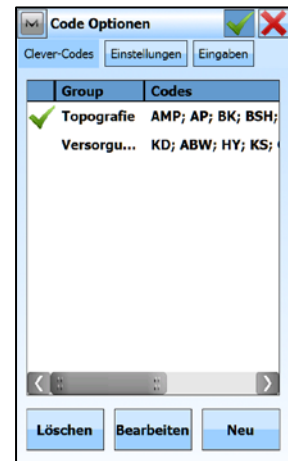 Code Optionen
Clever-Codes Einstellungen Eingaben
Group Codes
Topografie AMP; AP; BK; BSH;
Versorgu... KD; ABW; HY; KS;
Löschen Bearbeiten Neu